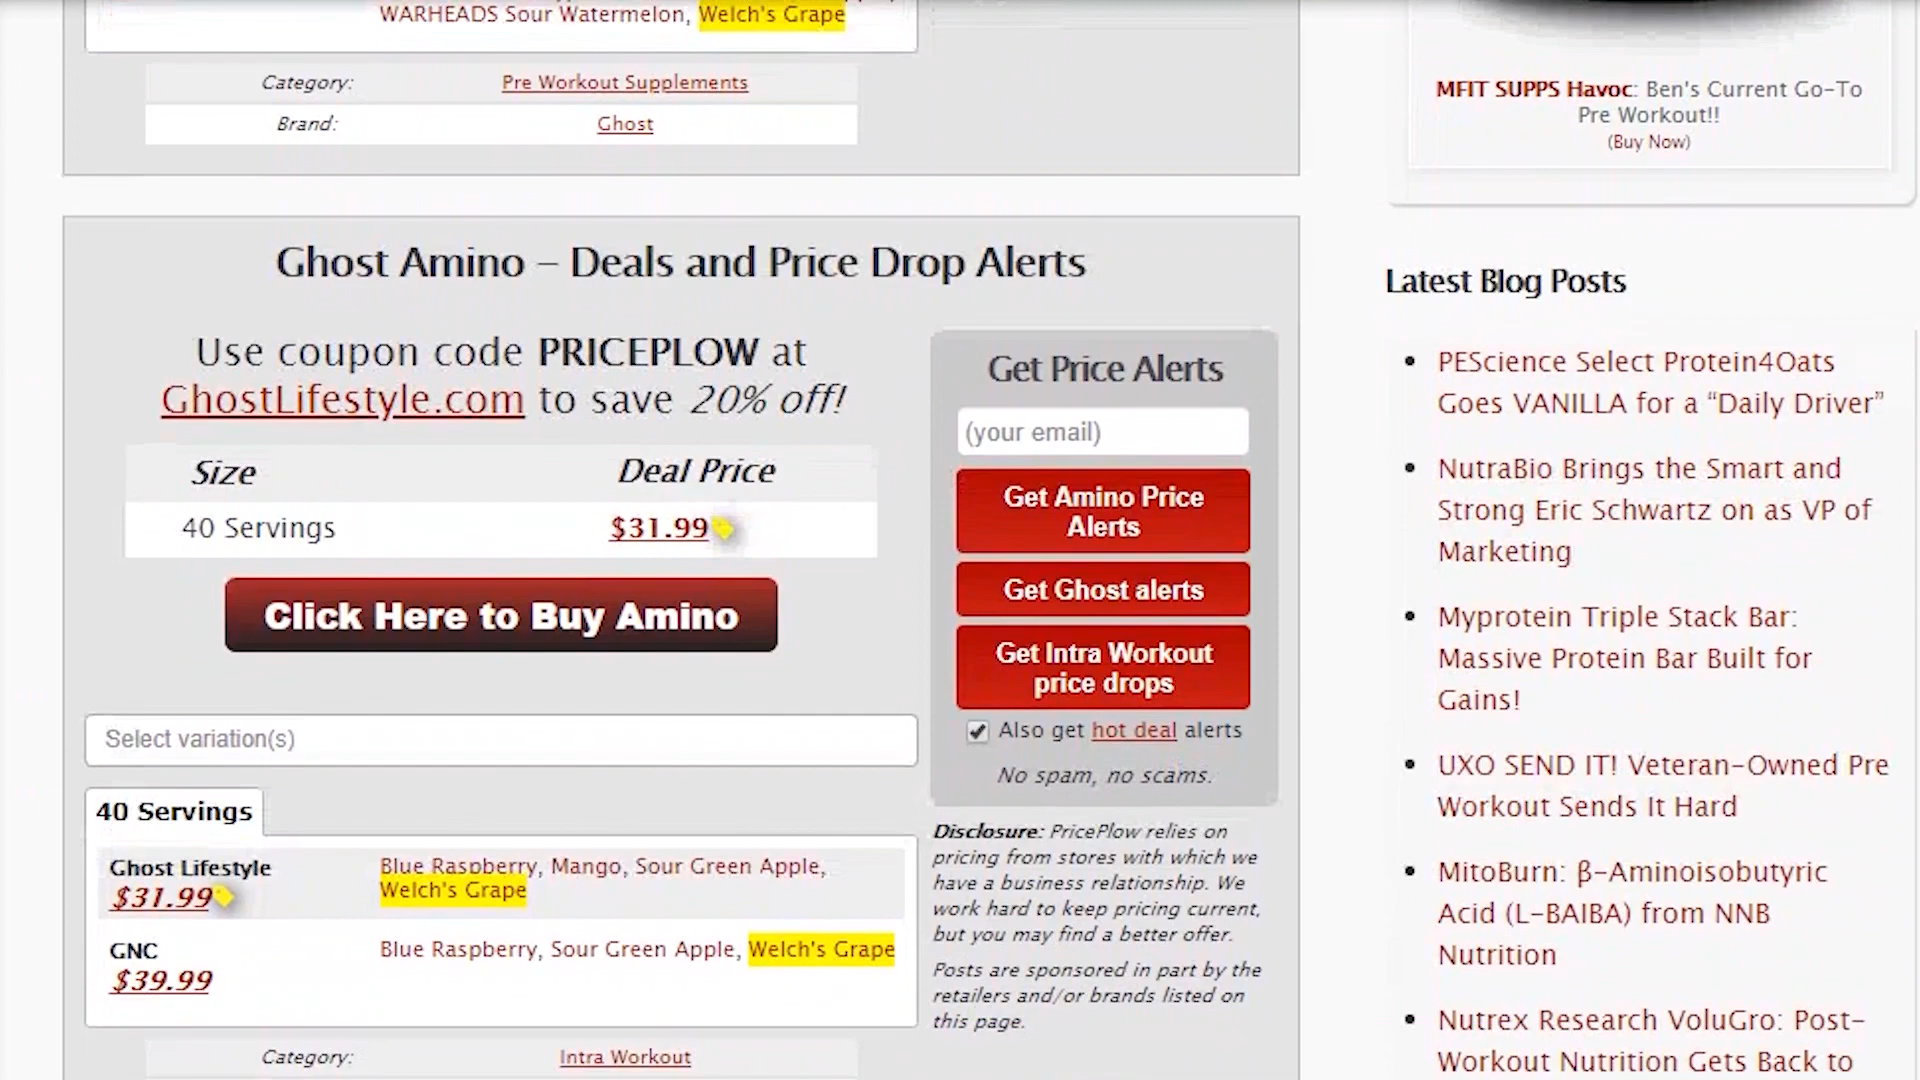 WARHEADS Sour Watermelon, Welch's Grape
Category: Pre Workout Supplements
Brand: Ghost
Ghost Amino – Deals and Price Drop Alerts
Use coupon code PRICEPLOW at
GhostLifestyle.com to save 20% off!
Size Deal Price
40 Servings $31.99
Click Here to Buy Amino
Select variation(s)
40 Servings
Ghost Lifestyle
$31.99
Blue Raspberry, Mango, Sour Green Apple,
Welch's Grape
GNC
$39.99
Blue Raspberry, Sour Green Apple, Welch's Grape
Category: Intra Workout
Get Price Alerts
(your email)
Get Amino Price
Alerts
Get Ghost alerts
Get Intra Workout
price drops
Also get hot deal alerts
No spam, no scams.
Disclosure: PricePlow relies on
pricing from stores with which we
have a business relationship. We
work hard to keep pricing current,
but you may find a better offer.
Posts are sponsored in part by the
retailers and/or brands listed on
this page.
MFIT SUPPS Havoc: Ben's Current Go-To
Pre Workout!!
(Buy Now)
Latest Blog Posts
PEScience Select Protein4Oats
Goes VANILLA for a “Daily Driver”
NutraBio Brings the Smart and
Strong Eric Schwartz on as VP of
Marketing
Myprotein Triple Stack Bar:
Massive Protein Bar Built for
Gains!
UXO SEND IT! Veteran-Owned Pre
Workout Sends It Hard
MitoBurn: β-Aminoisobutyric
Acid (L-BAIBA) from NNB
Nutrition
Nutrex Research VoluGro: Post-
Workout Nutrition Gets Back to